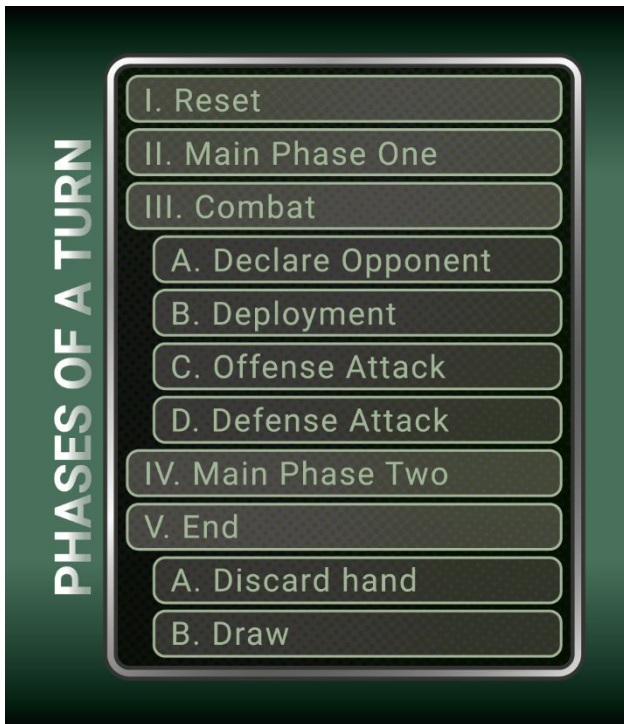 PHASES OF A TURN
I. Reset
II. Main Phase One
III. Combat
A. Declare Opponent
B. Deployment
C. Offense Attack
D. Defense Attack
IV. Main Phase Two
V. End
A. Discard hand
B. Draw